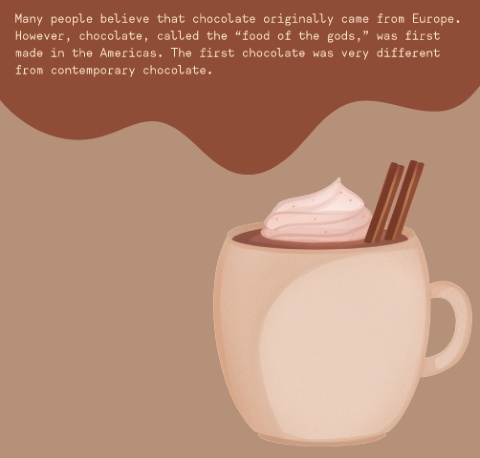 Many people believe that chocolate originally came from Europe.
However, chocolate, called the “food of the gods,” was first
made in the Americas. The first chocolate was very different
from contemporary chocolate.